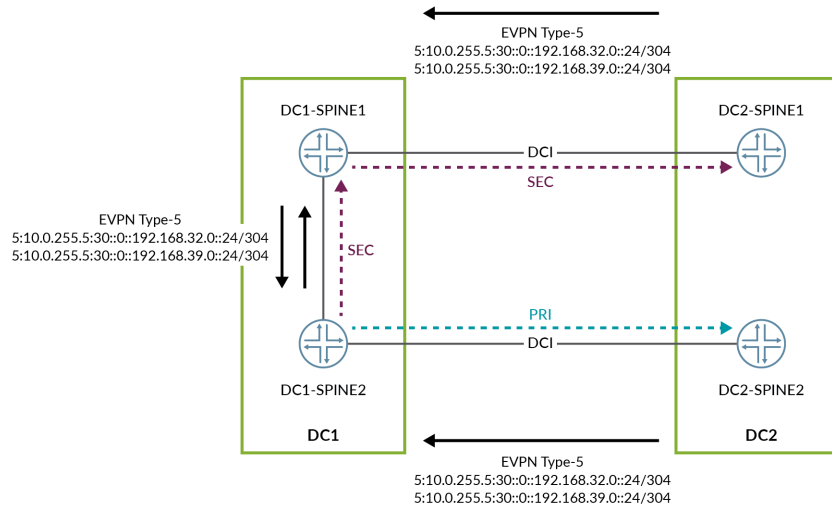 EVPN Type-5
5:10.0.255.5:30::0::192.168.32.0::24/304
5:10.0.255.5:30::0::192.168.39.0::24/304
DC1-SPINE1
DC2-SPINE1
DCI
SEC
EVPN Type-5
5:10.0.255.5:30::0::192.168.32.0::24/304
5:10.0.255.5:30::0::192.168.39.0::24/304
SEC
PRI
DCI
DC1-SPINE2
DC2-SPINE2
DC1
DC2
EVPN Type-5
5:10.0.255.5:30::0::192.168.32.0::24/304
5:10.0.255.5:30::0::192.168.39.0::24/304